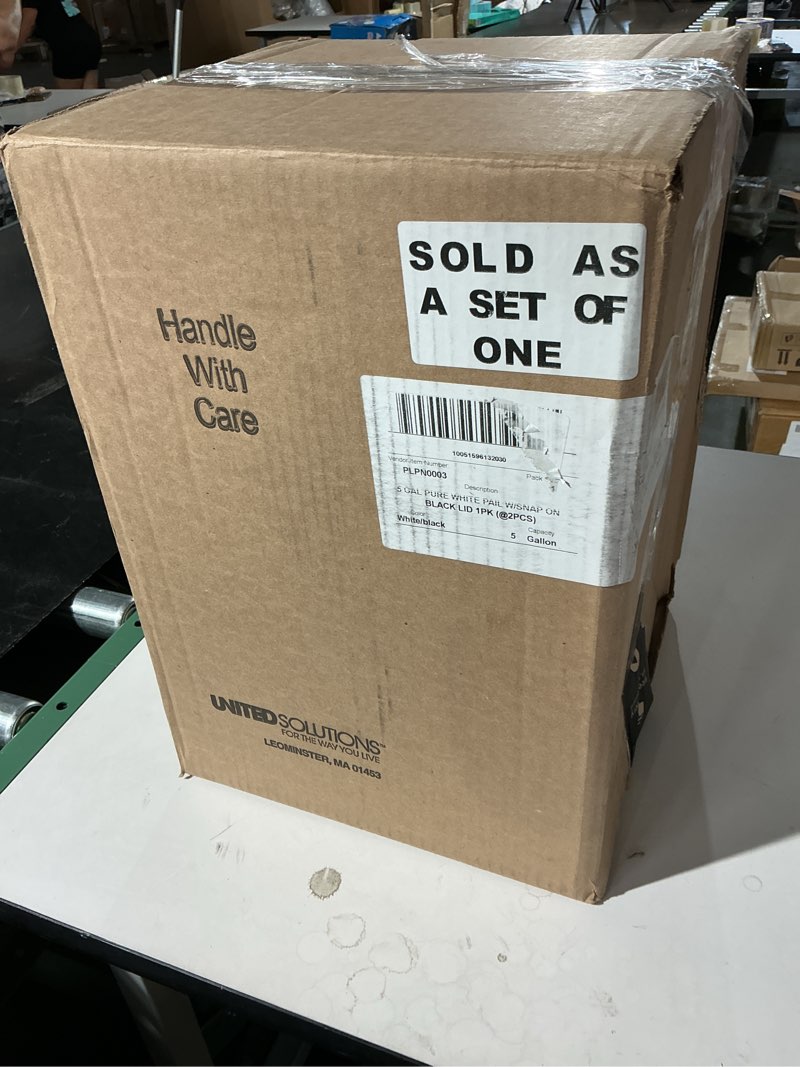 SOLD AS
A SET OF
ONE
Handle
With
Care
10051596132030
Vendor Item Number
PLPN0003
Pack
Description
5 GAL PURE WHITE PAIL W/SNAP ON
BLACK LID 1PK (@2PCS)
Color
Capacity
White/black
5 Gallon
UNITED SOLUTIONS™
FOR THE WAY YOU LIVE
LEOMINSTER, MA 01453